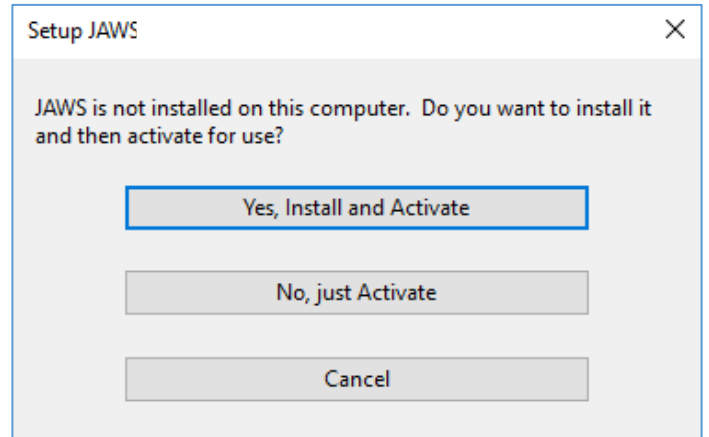 Setup JAWS
JAWS is not installed on this computer.  Do you want to install it
and then activate for use?
Yes, Install and Activate
No, just Activate
Cancel